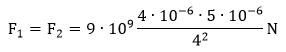 F₁ = F₂ = 9 · 10⁹ (4 · 10⁻⁶ · 5 · 10⁻⁶)/4² N